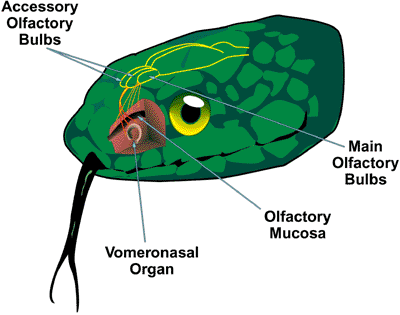 Accessory
Olfactory
Bulbs
Main
Olfactory
Bulbs
Olfactory
Mucosa
Vomeronasal
Organ